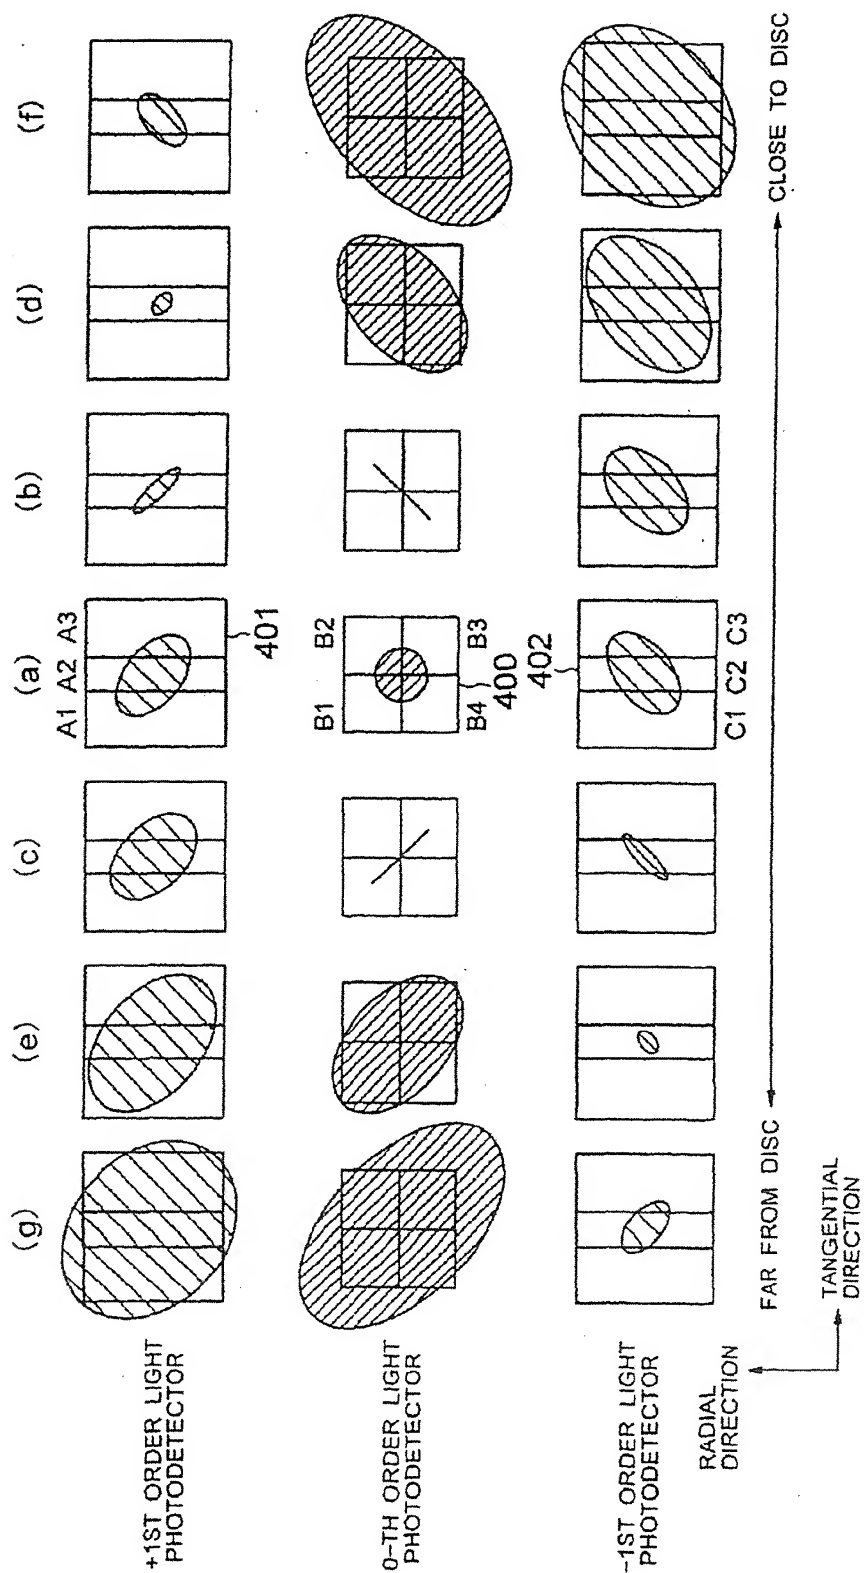 (g) (e) (c) (a) (b) (d) (f)
+1ST ORDER LIGHT
PHOTODETECTOR
A1 A2 A3
401
0-TH ORDER LIGHT
PHOTODETECTOR
B1 B2
B4 B3
400
402
-1ST ORDER LIGHT
PHOTODETECTOR
C1 C2 C3
FAR FROM DISC
CLOSE TO DISC
RADIAL
DIRECTION
TANGENTIAL
DIRECTION